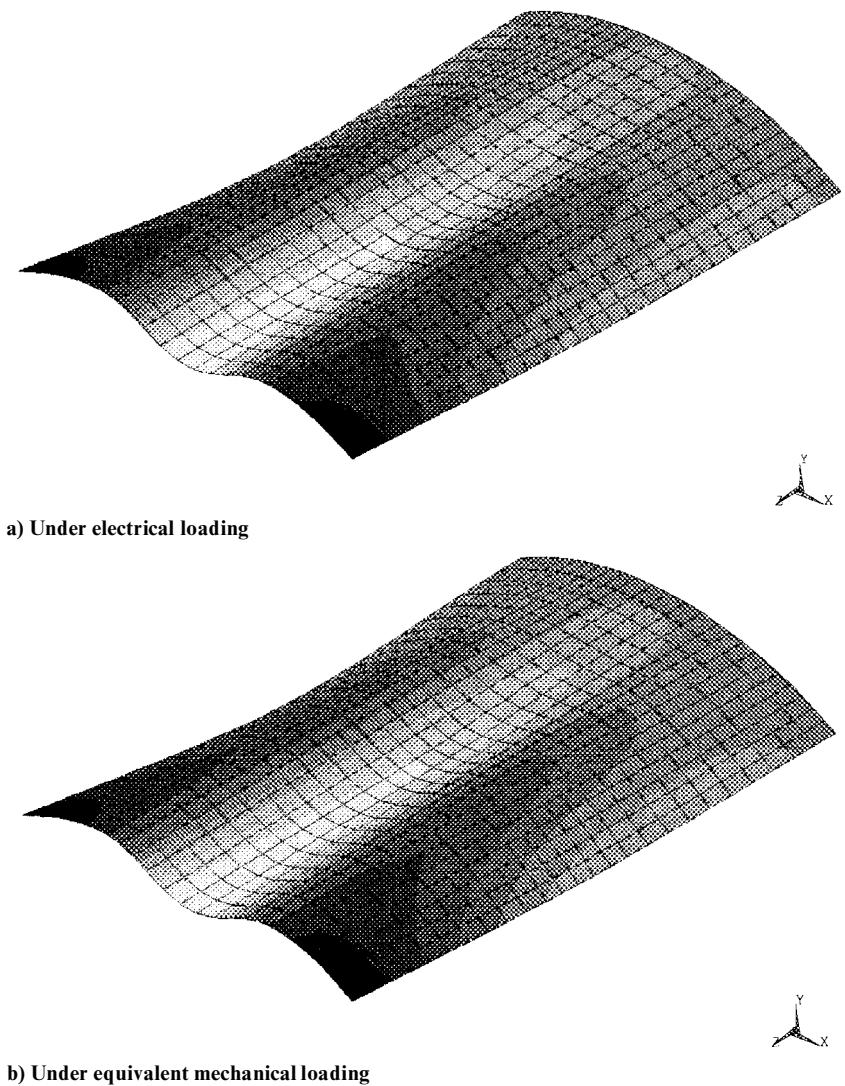 Y
Z X
a) Under electrical loading
Y
Z X
b) Under equivalent mechanical loading